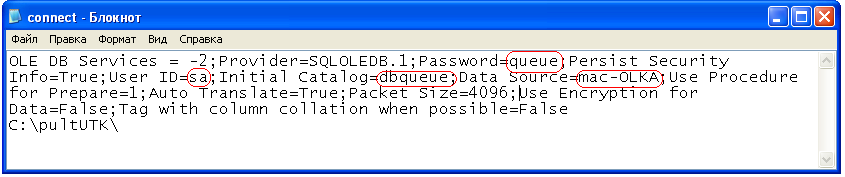 connect - Блокнот
Файл Правка Формат Вид Справка
OLE DB Services = -2;Provider=SQLOLEDB.1;Password=queue;Persist Security
Info=True;User ID=sa;Initial Catalog=dbqueue;Data Source=mac-OLKA;Use Procedure
for Prepare=1;Auto Translate=True;Packet Size=4096;Use Encryption for
Data=False;Tag with column collation when possible=False
C:\pultUTK\